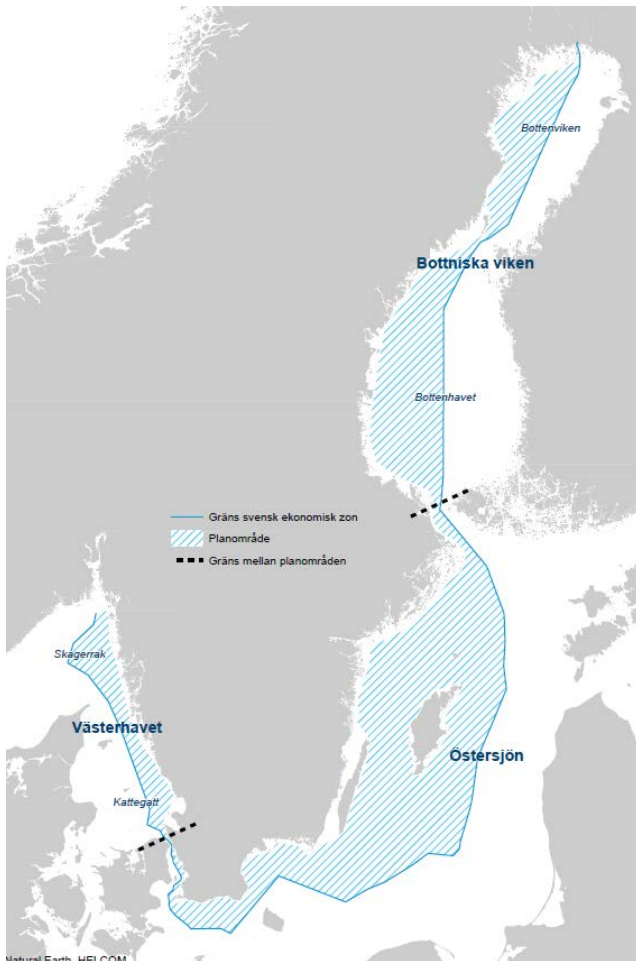 Bottenviken
Bottniska viken
Bottenhavet
Gräns svensk ekonomisk zon
Planområde
Gräns mellan planområden
Skagerrak
Västerhavet
Östersjön
Kattegatt
Natural Earth, HELCOM